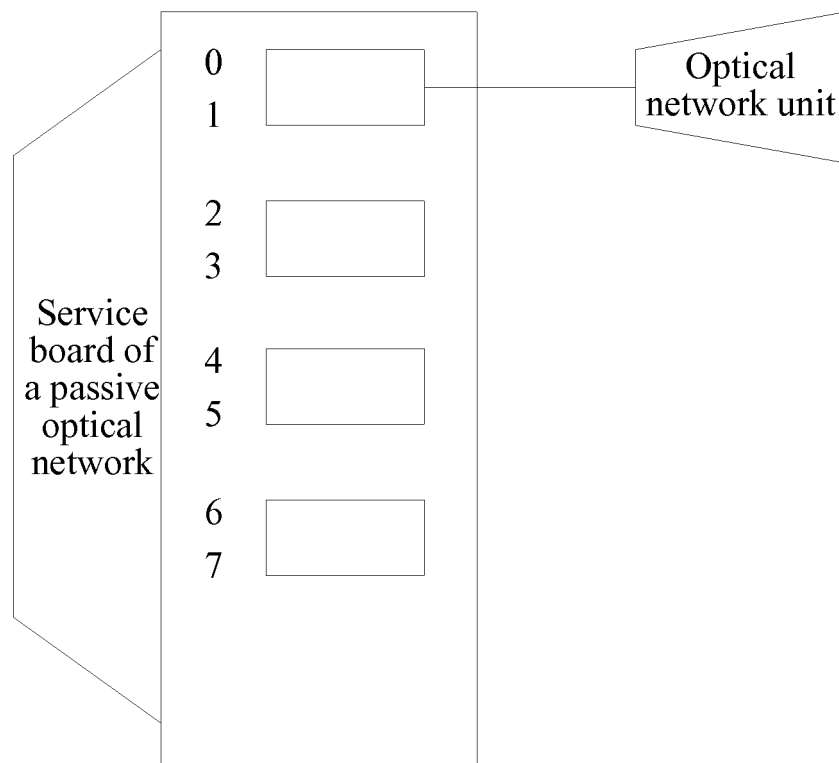 0
1
Optical
network unit
2
3
Service
board of
a passive
optical
network
4
5
6
7